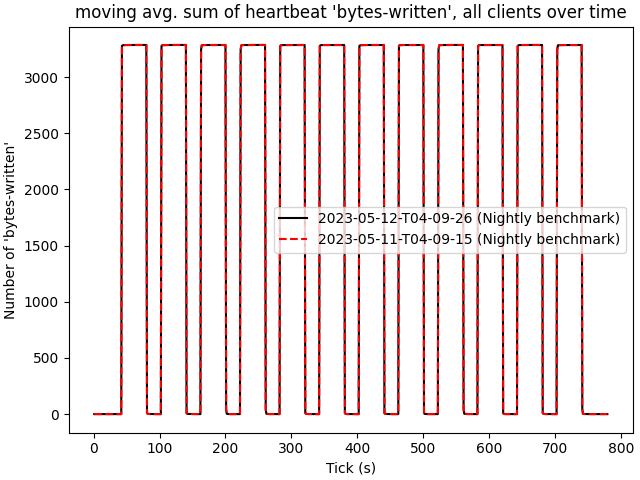 moving avg. sum of heartbeat 'bytes-written', all clients over time
Number of 'bytes-written'
3000
2500
2000
1500
1000
500
0
2023-05-12-T04-09-26 (Nightly benchmark)
2023-05-11-T04-09-15 (Nightly benchmark)
0 100 200 300 400 500 600 700 800
Tick (s)